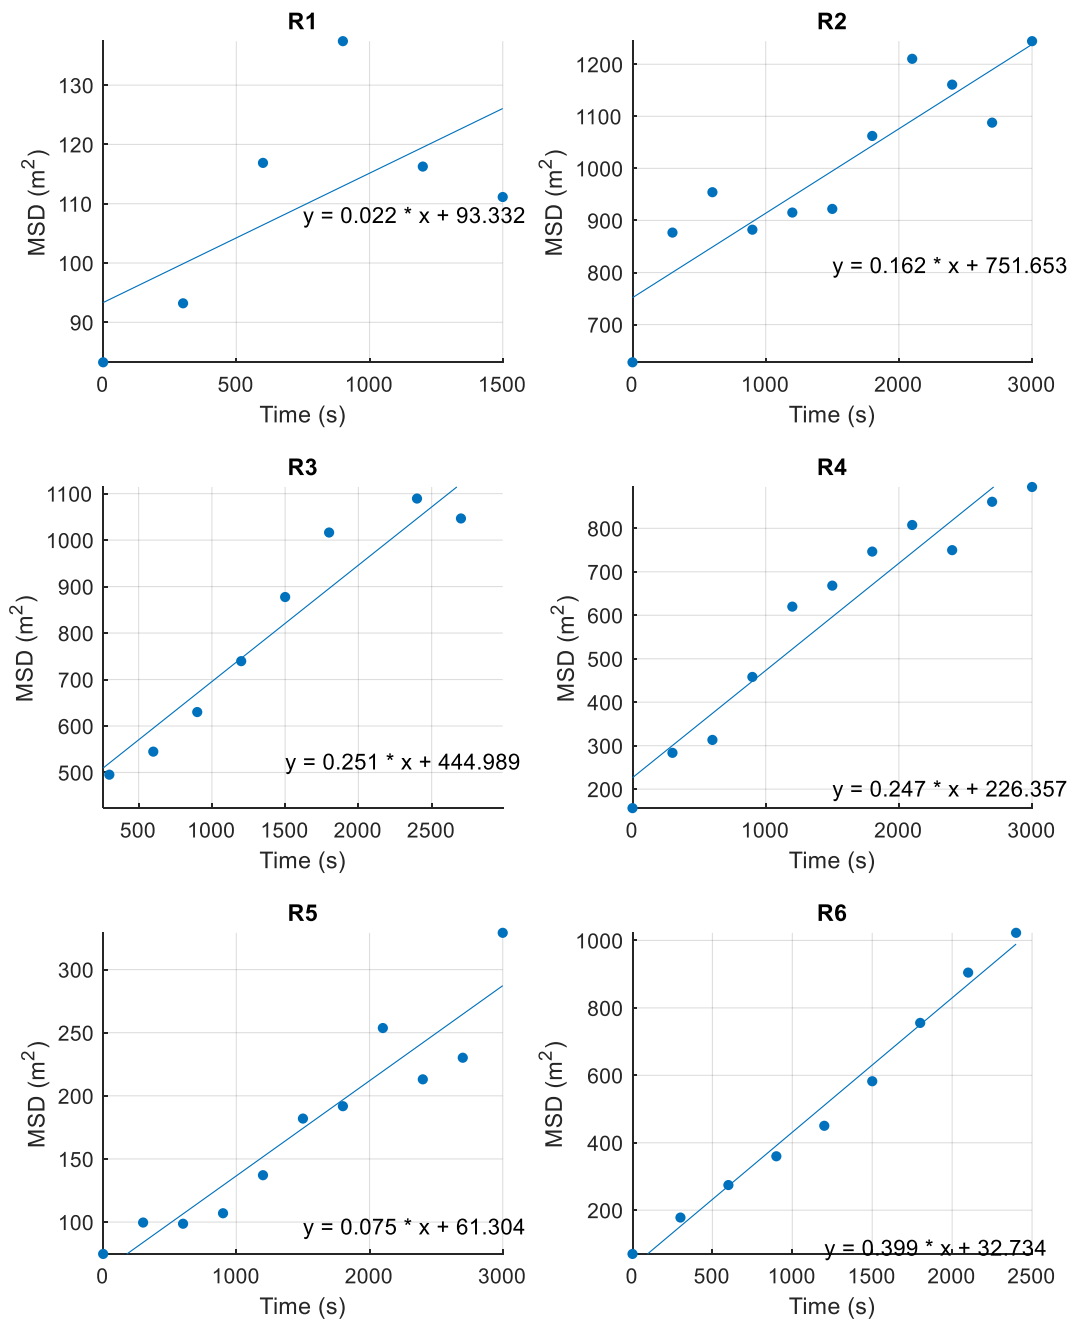 R1
130
120
110
100
90
MSD (m²)
y = 0.022 * x + 93.332
0 500 1000 1500
Time (s)
R2
1200
1100
1000
900
800
700
MSD (m²)
y = 0.162 * x + 751.653
0 1000 2000 3000
Time (s)
R3
1100
1000
900
800
700
600
500
MSD (m²)
y = 0.251 * x + 444.989
500 1000 1500 2000 2500
Time (s)
R4
800
700
600
500
400
300
200
MSD (m²)
y = 0.247 * x + 226.357
0 1000 2000 3000
Time (s)
R5
300
250
200
150
100
MSD (m²)
y = 0.075 * x + 61.304
0 1000 2000 3000
Time (s)
R6
1000
800
600
400
200
MSD (m²)
y = 0.399 * x + 32.734
0 500 1000 1500 2000 2500
Time (s)